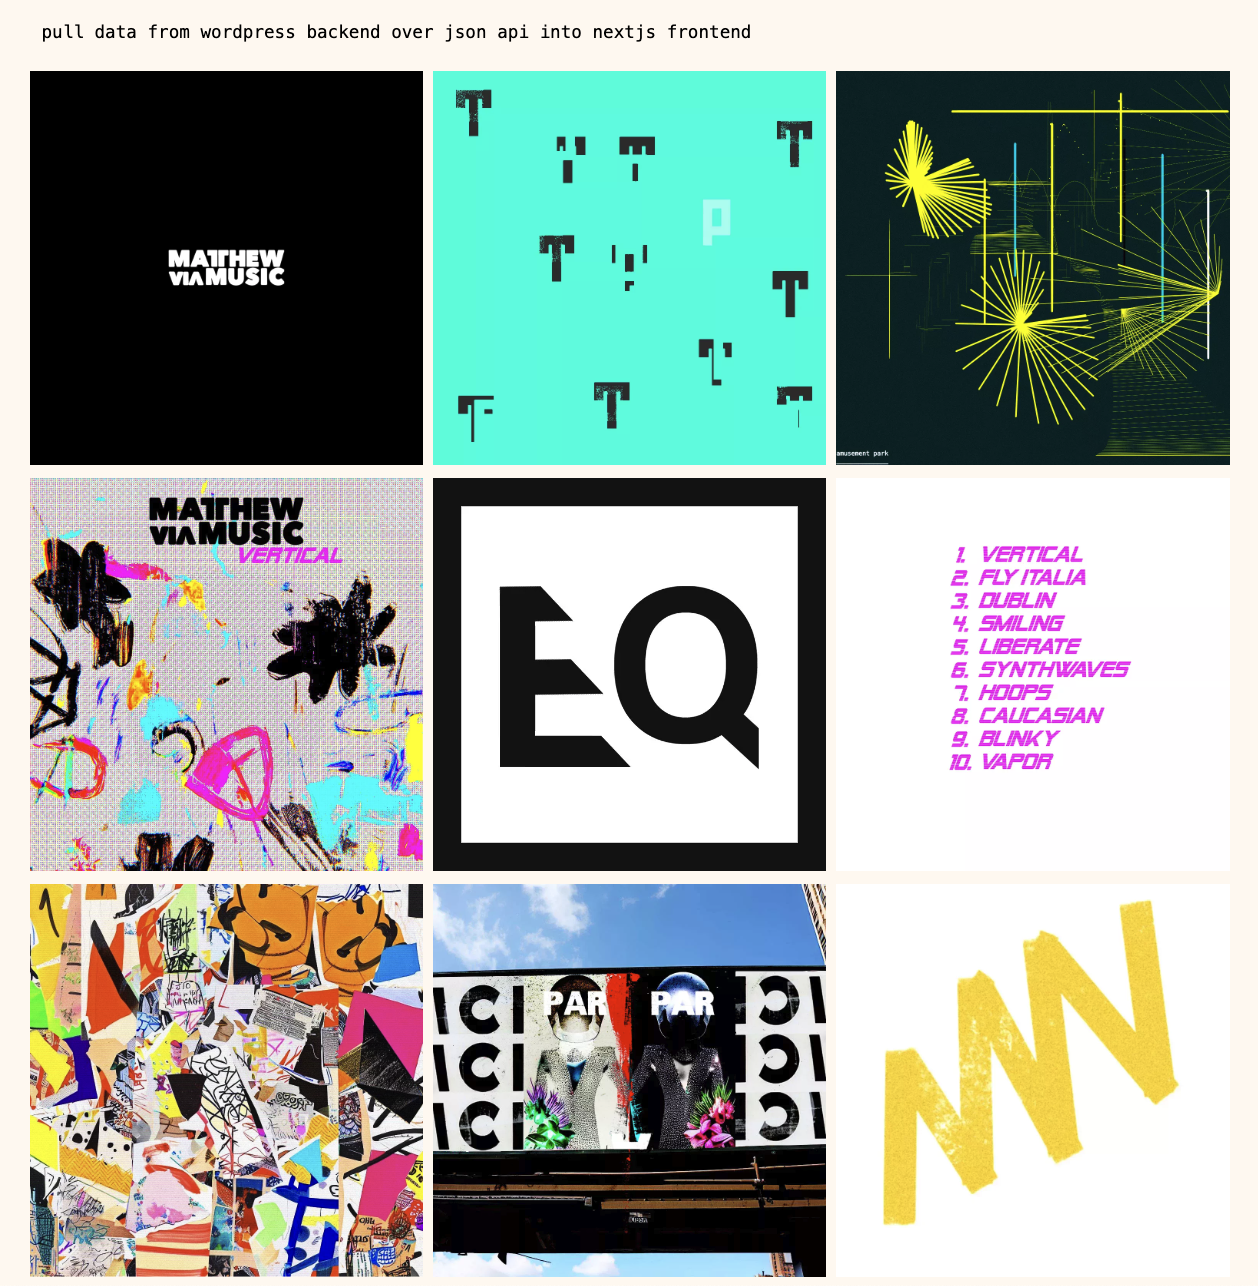 pull data from wordpress backend over json api into nextjs frontend
MATTHEW
VIA MUSIC
T
T
P
T
T
T
amusement park
MATTHEW
VIA MUSIC
VERTICAL
EQ
1. VERTICAL
2. FLY ITALIA
3. DUBLIN
4. SMILING
5. LIBERATE
6. SYNTHWAVES
7. HOOPS
8. CAUCASIAN
9. BLINKY
10. VAPOR
PAR PAR
ICI
ICI